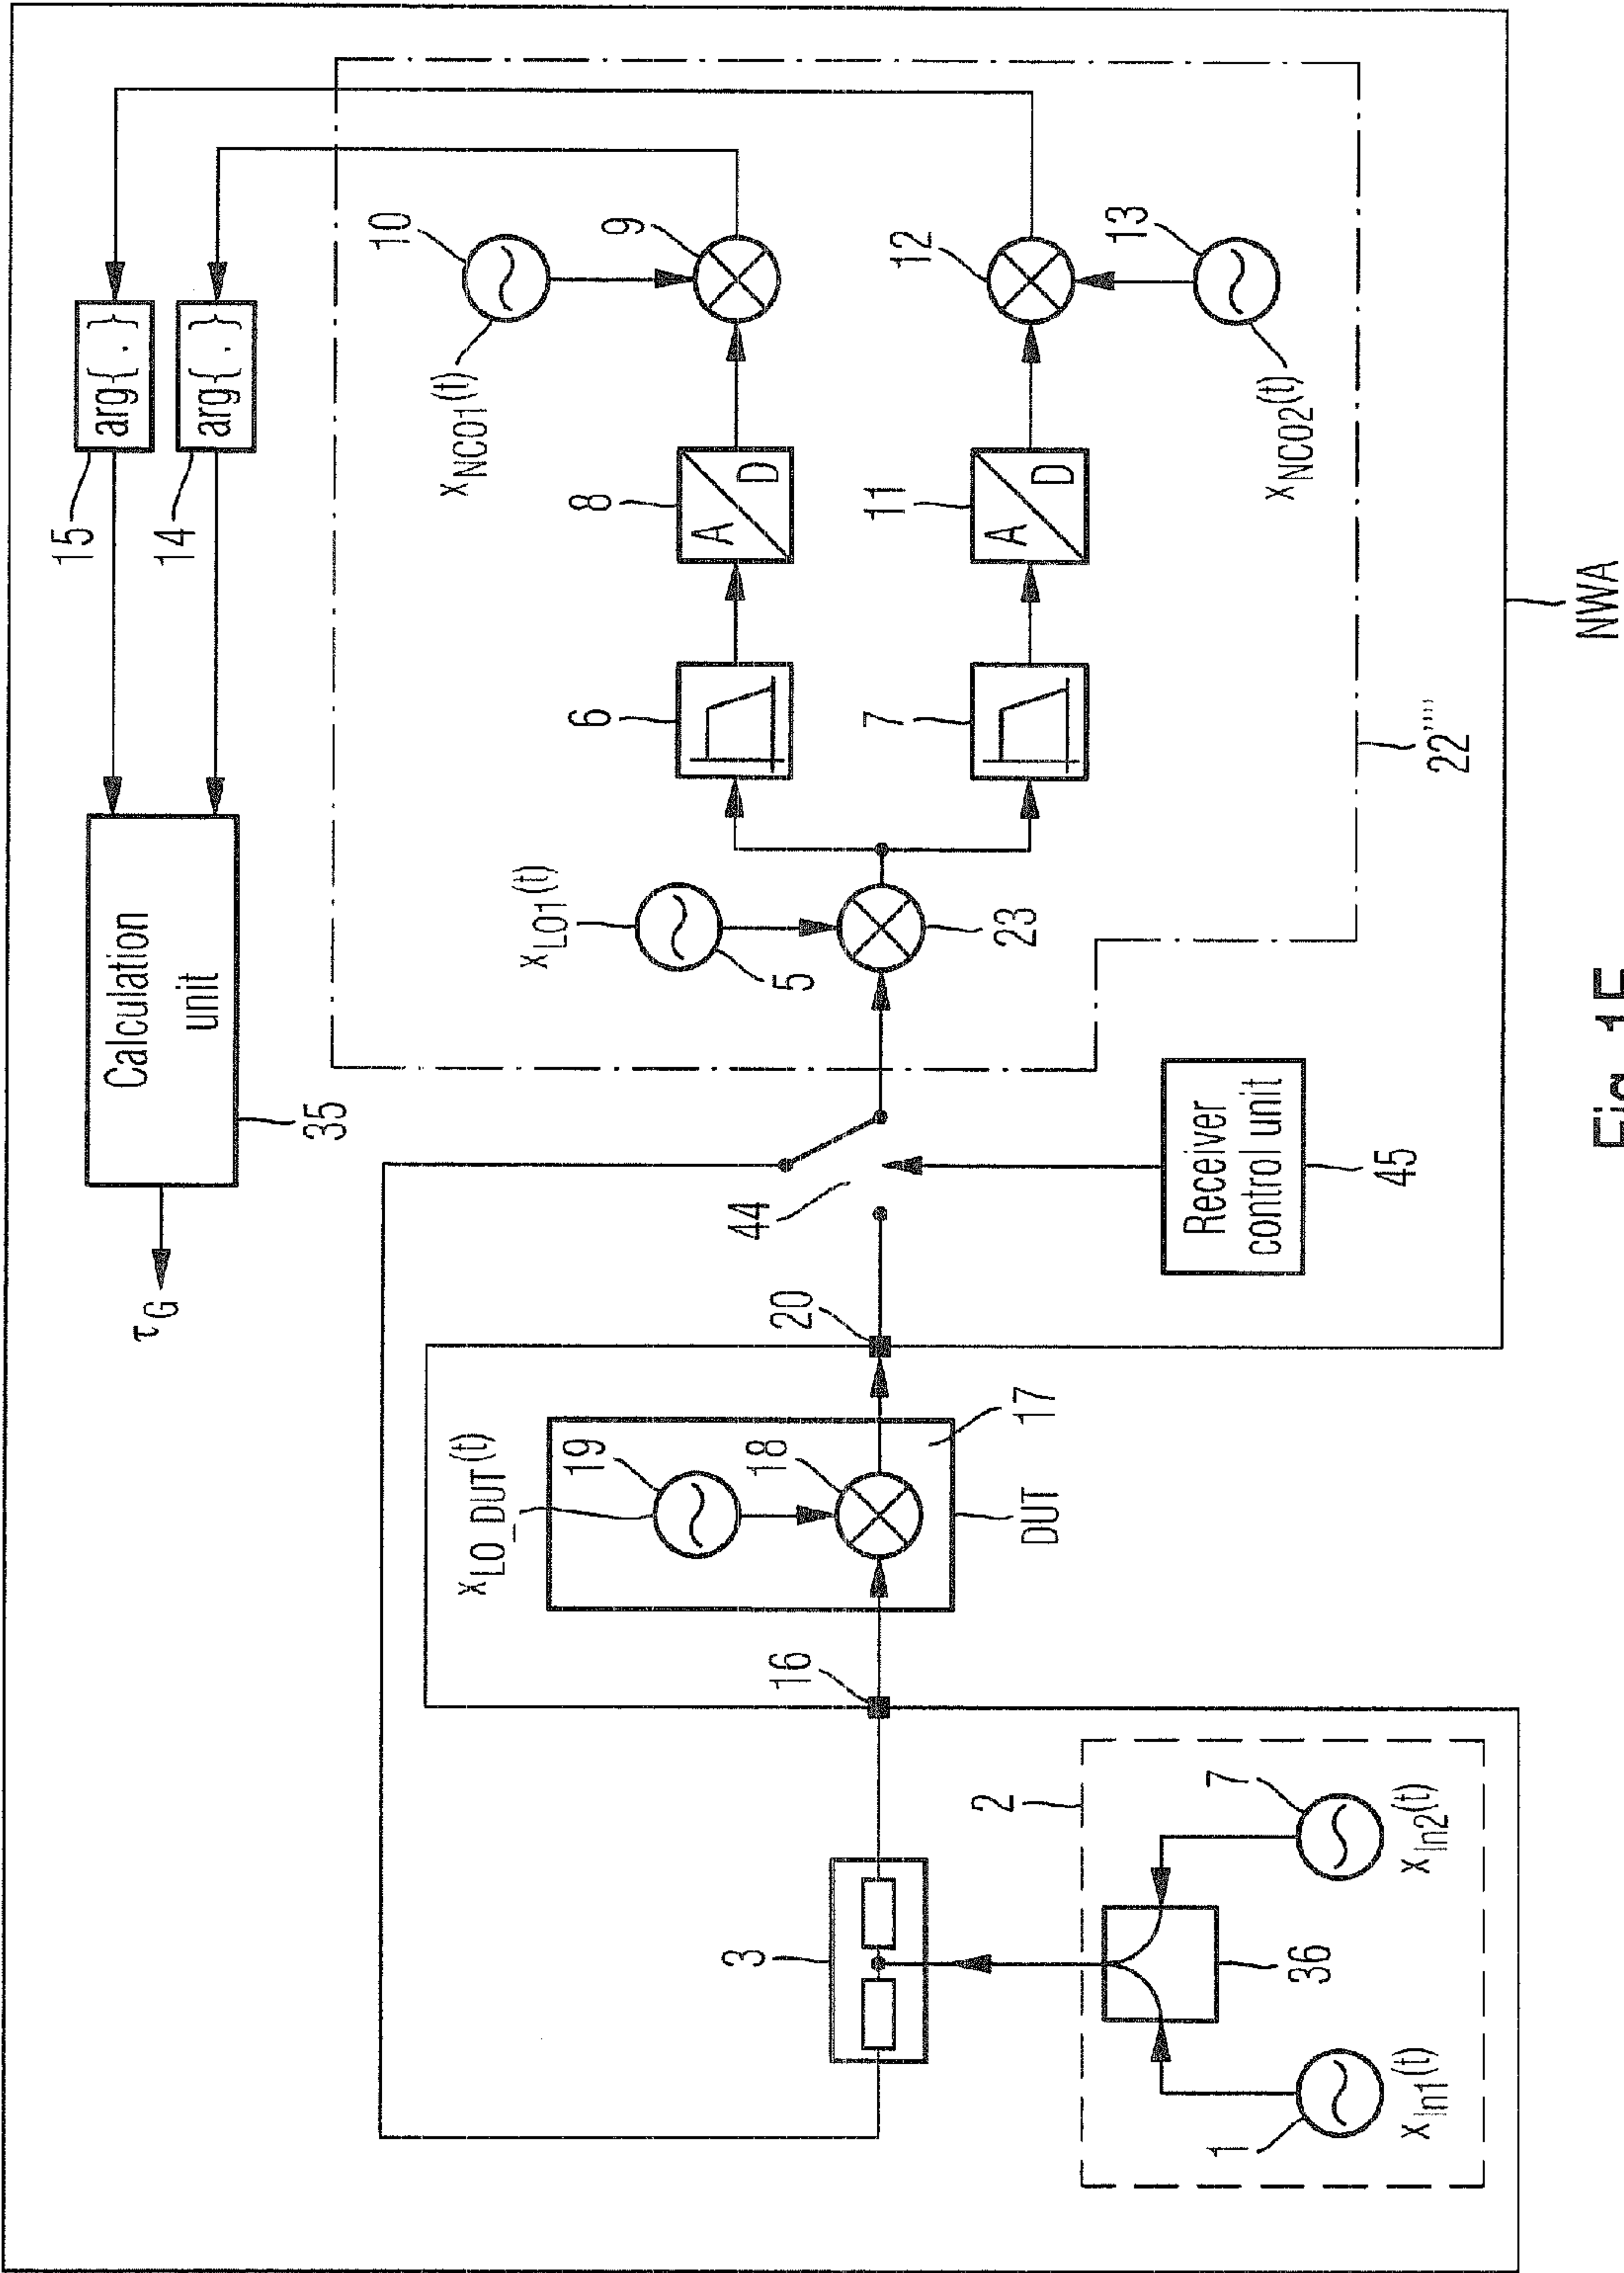 τG
Calculation
unit
35
15
arg{ . }
14
arg{ . }
xLO1(t)
5
23
6
7
8
A
D
11
A
D
xNCO1(t)
10
9
12
13
xNCO2(t)
22''''
NWA
44
Receiver
control unit
45
20
16
xLO_DUT(t)
19
18
17
DUT
3
2
36
1
xIn1(t)
7
xIn2(t)